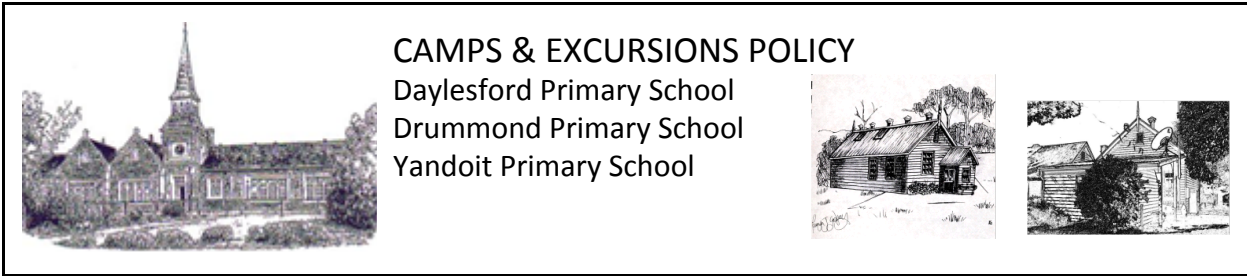 CAMPS & EXCURSIONS POLICY
Daylesford Primary School
Drummond Primary School
Yandoit Primary School